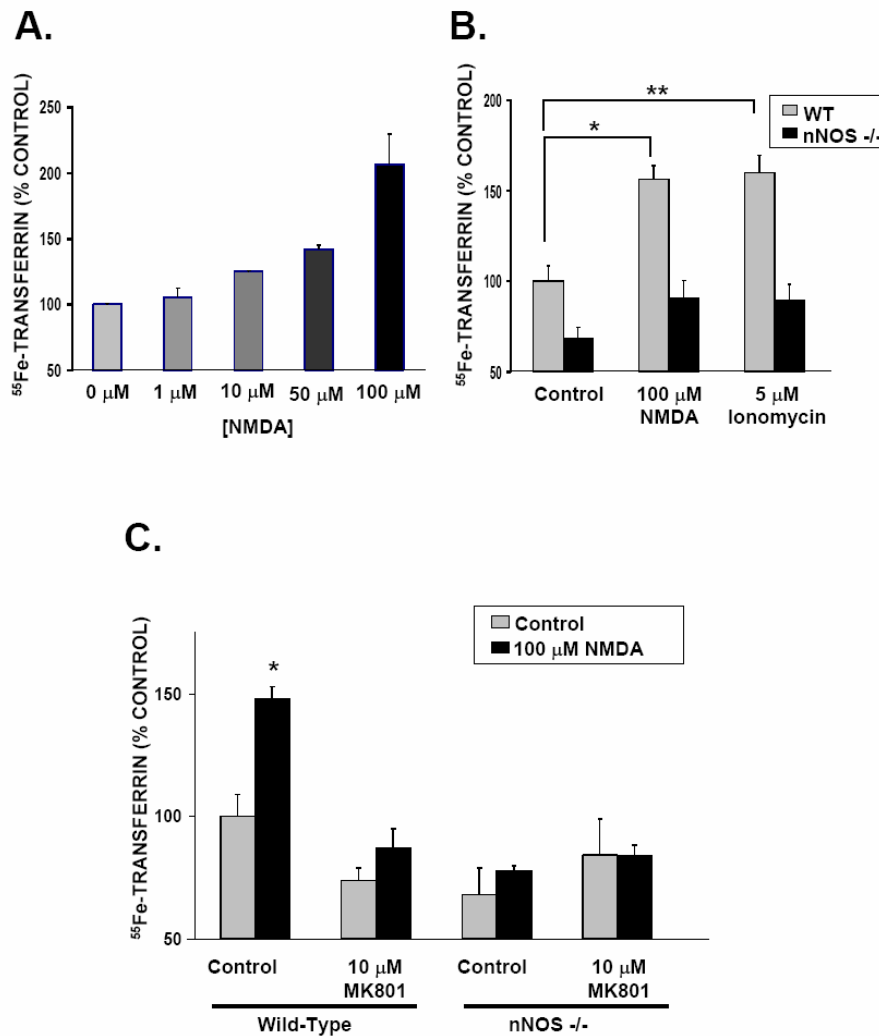 A.
⁵⁵Fe-TRANSFERRIN (% CONTROL)
250
200
150
100
50
0 μM 1 μM 10 μM 50 μM 100 μM
[NMDA]
B.
⁵⁵Fe-TRANSFERRIN (% CONTROL)
200
150
100
50
**
*
WT
nNOS -/-
Control 100 μM NMDA 5 μM Ionomycin
C.
⁵⁵Fe-TRANSFERRIN (% CONTROL)
150
100
50
Control
100 μM NMDA
*
Control 10 μM MK801 Control 10 μM MK801
Wild-Type nNOS -/-